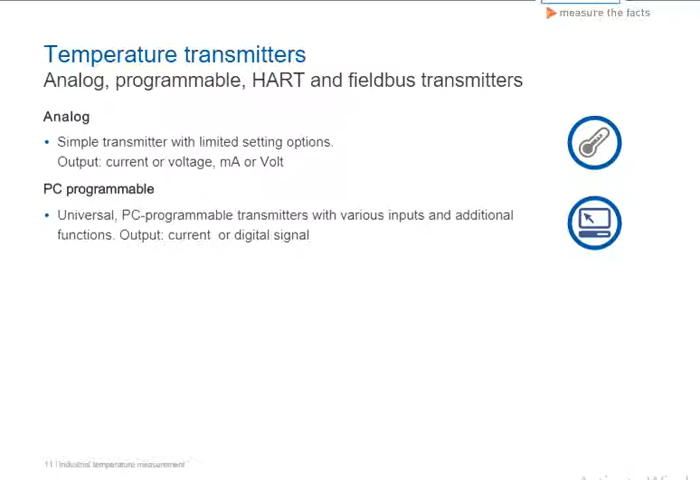 measure the facts
Temperature transmitters
Analog, programmable, HART and fieldbus transmitters
Analog
• Simple transmitter with limited setting options.
Output: current or voltage, mA or Volt
PC programmable
• Universal, PC-programmable transmitters with various inputs and additional
functions. Output: current or digital signal
11 | Industrial temperature measurement